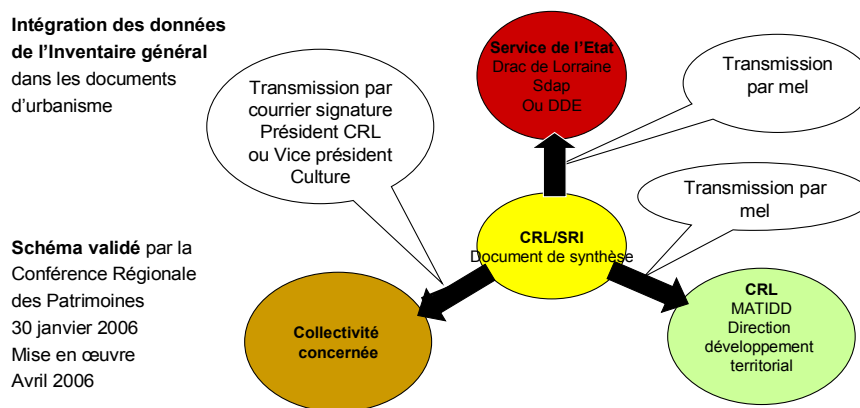 Intégration des données
de l'Inventaire général
dans les documents
d'urbanisme
Transmission par
courrier signature
Président CRL
ou Vice président
Culture
Service de l'Etat
Drac de Lorraine
Sdap
Ou DDE
Transmission
par mel
Transmission par
mel
CRL/SRI
Document de synthèse
Schéma validé par la
Conférence Régionale
des Patrimoines
30 janvier 2006
Mise en œuvre
Avril 2006
Collectivité
concernée
CRL
MATIDD
Direction
développement
territorial